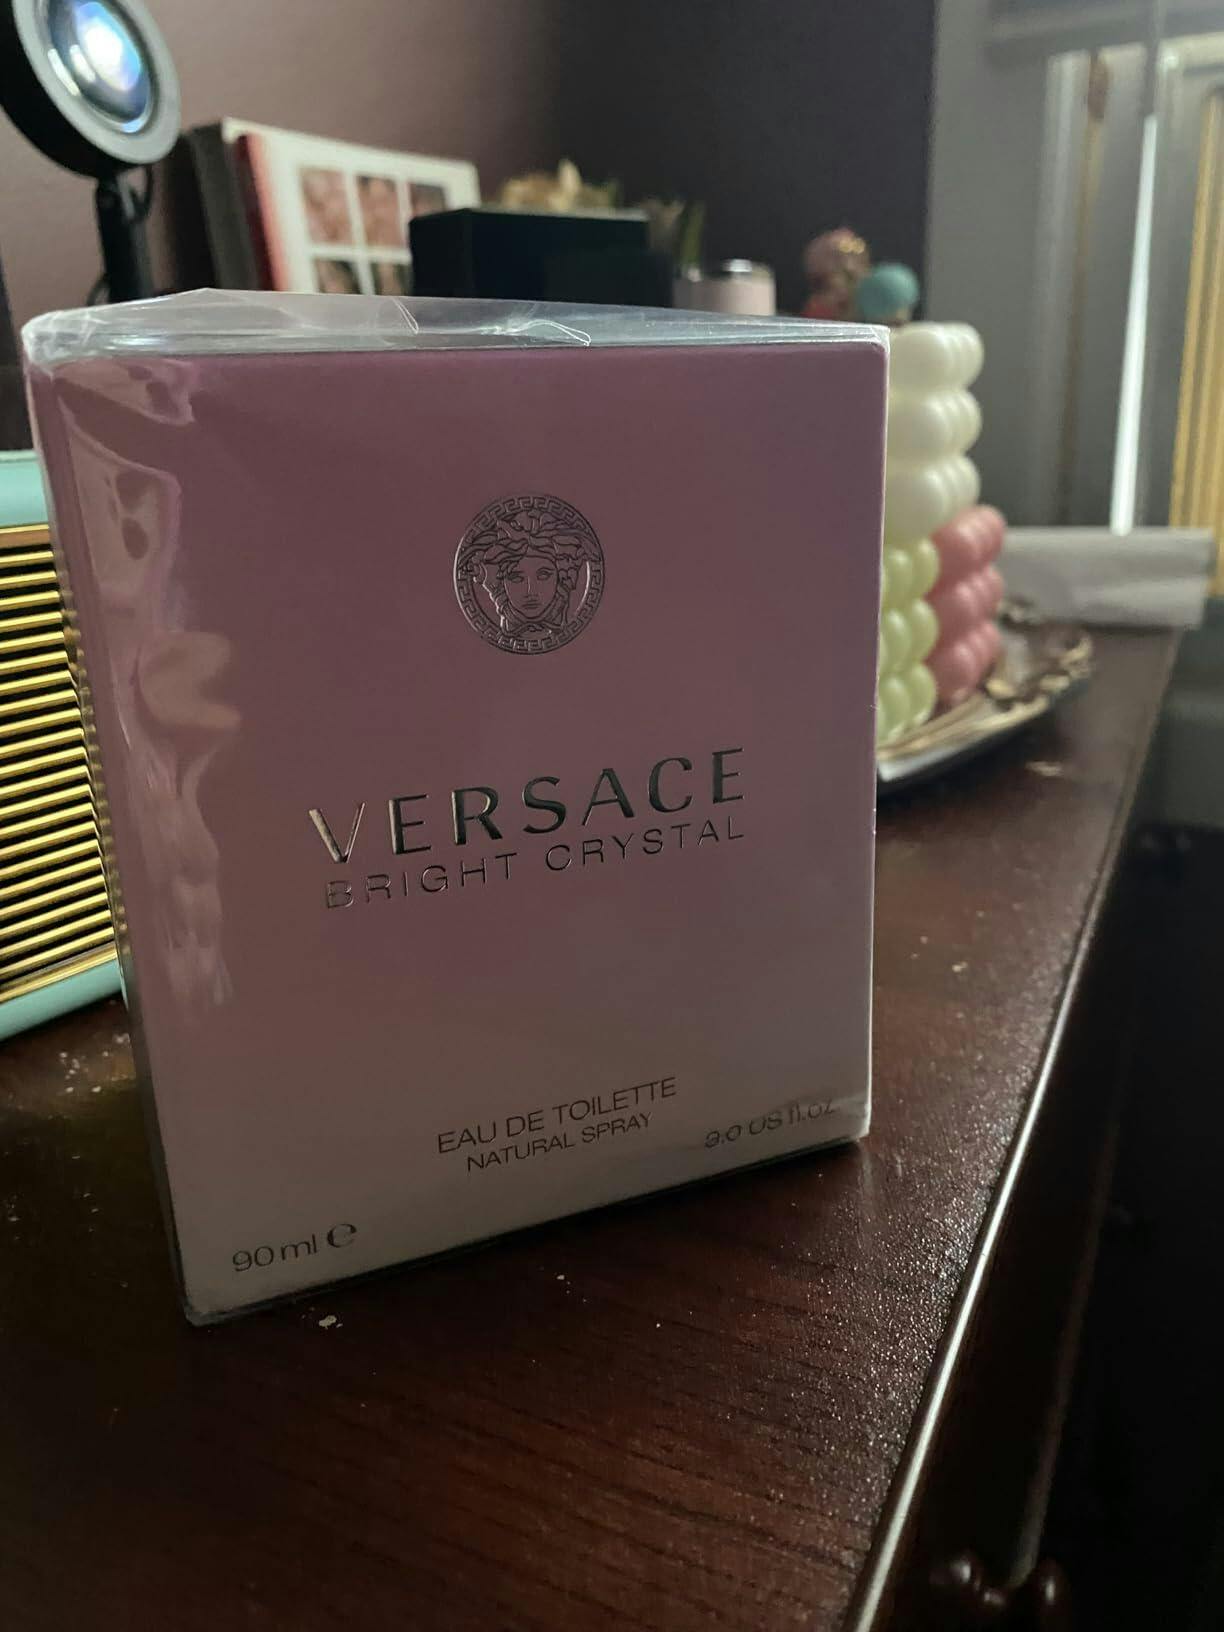 VERSACE
BRIGHT CRYSTAL
EAU DE TOILETTE
NATURAL SPRAY
3.0 US fl.oz
90 ml e